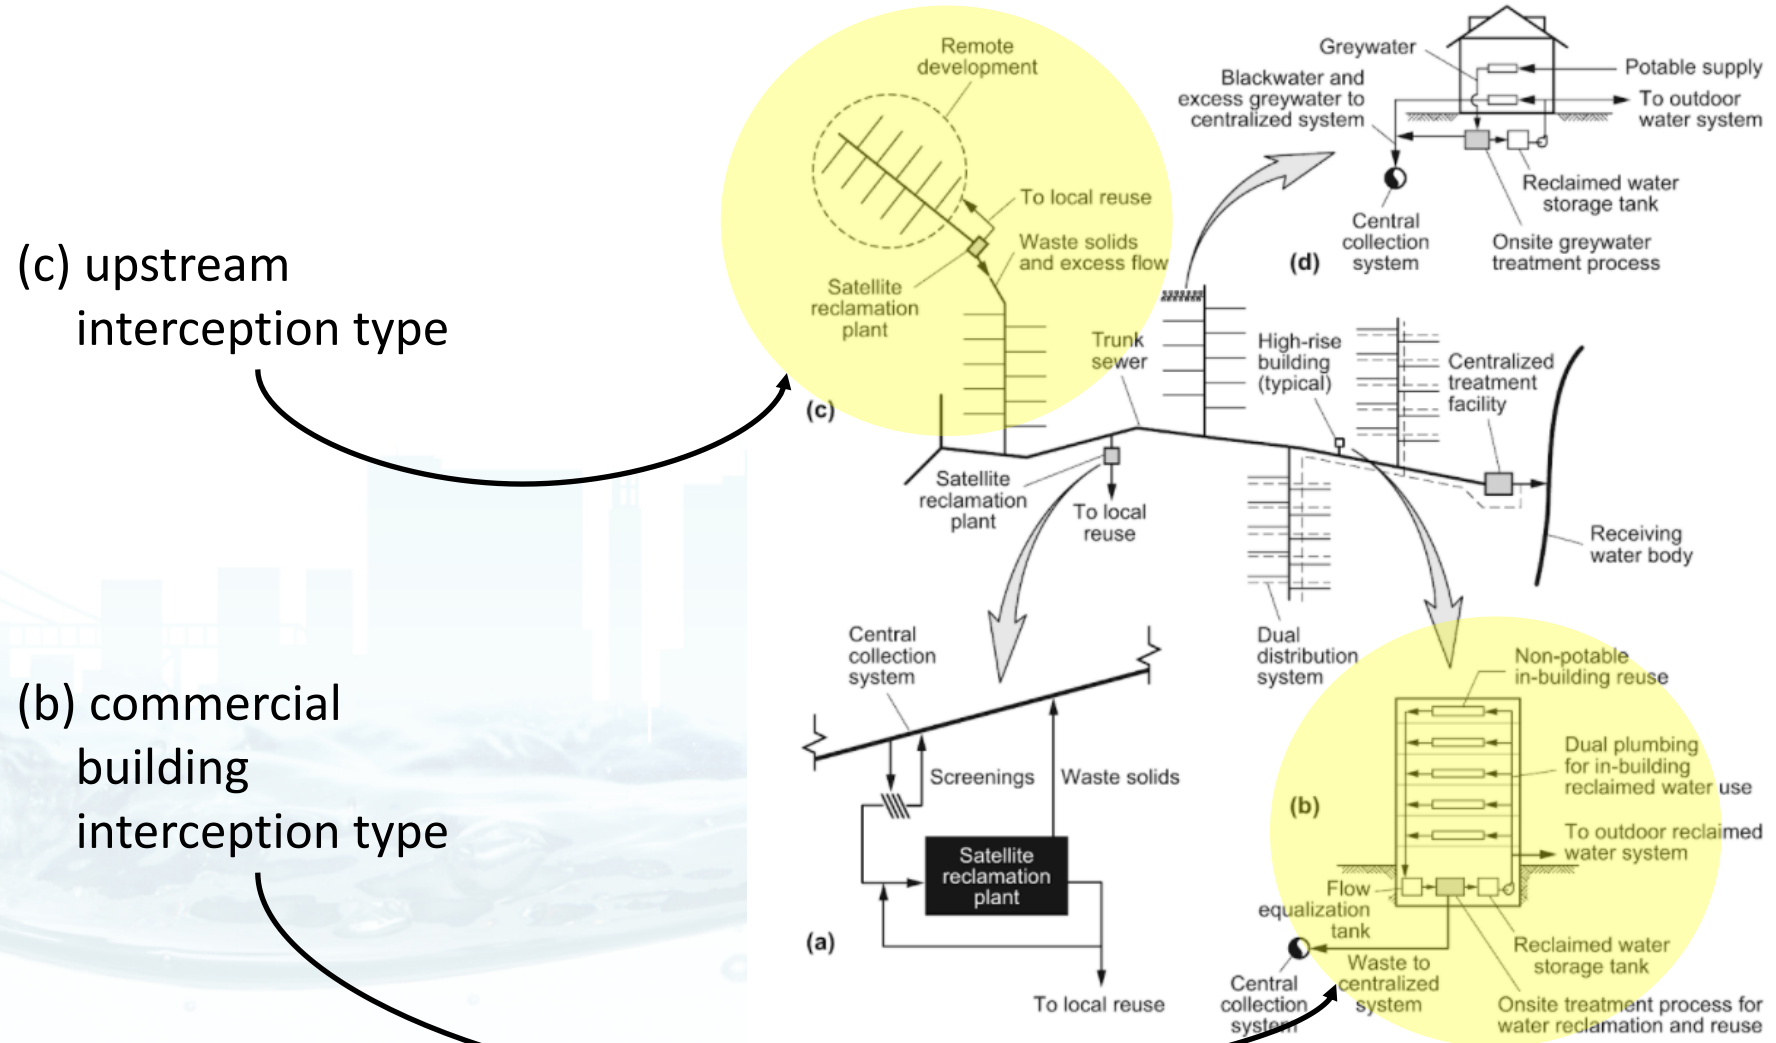 (c) upstream
interception type
(b) commercial
building
interception type
Remote
development
To local reuse
Waste solids
and excess flow
Satellite
reclamation
plant
(c)
Greywater
Blackwater and
excess greywater to
centralized system
Potable supply
To outdoor
water system
Reclaimed water
storage tank
Central
collection
system
Onsite greywater
treatment process
(d)
Trunk
sewer
High-rise
building
(typical)
Centralized
treatment
facility
Satellite
reclamation
plant
To local
reuse
Receiving
water body
Dual
distribution
system
Central
collection
system
Screenings
Waste solids
Satellite
reclamation
plant
(a)
To local reuse
Non-potable
in-building reuse
Dual plumbing
for in-building
reclaimed water use
(b)
To outdoor reclaimed
water system
Flow
equalization
tank
Reclaimed water
storage tank
Waste to
centralized
system
Central
collection
system
Onsite treatment process for
water reclamation and reuse